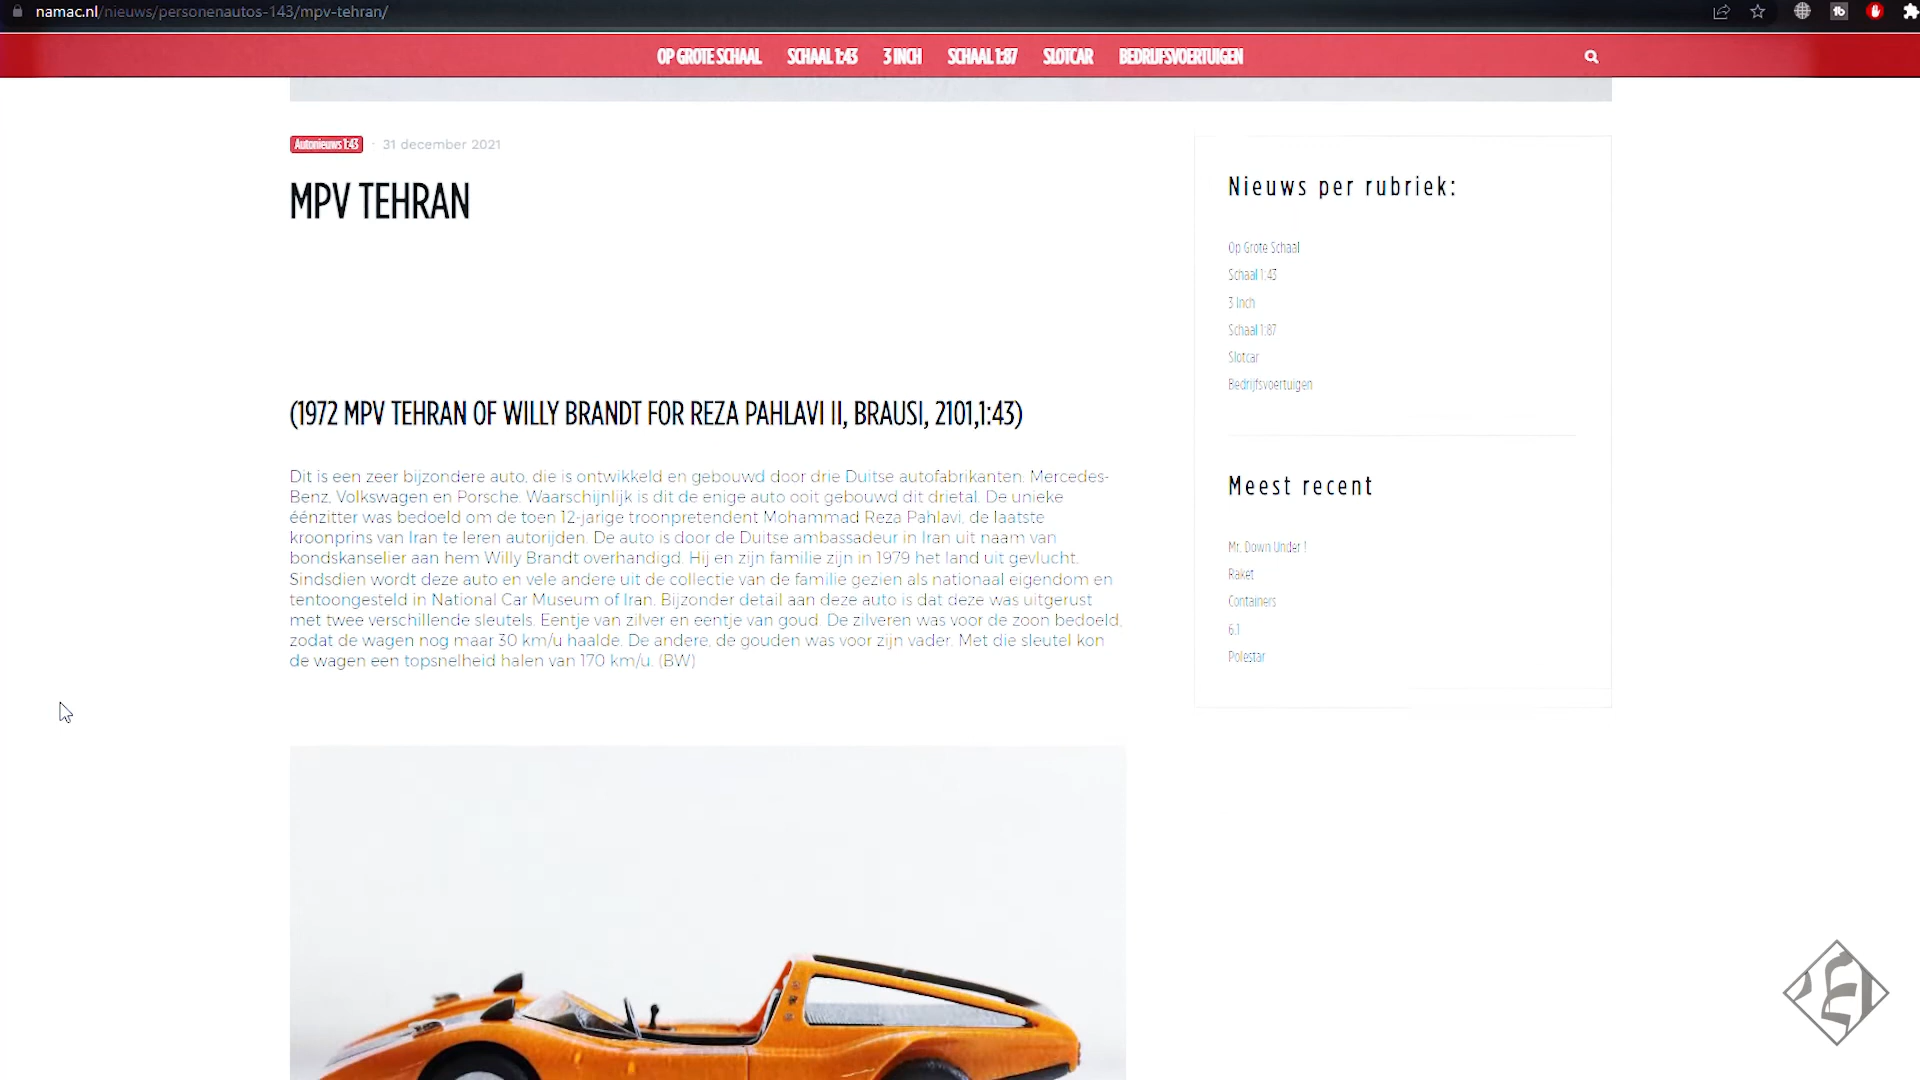 namac.nl/nieuws/personenautos-143/mpv-tehran/
OP GROTE SCHAAL SCHAAL 1:43 3 INCH SCHAAL 1:87 SLOTCAR BEDRIJFSVOERTUIGEN
Autonieuws 1:43 · 31 december 2021
MPV TEHRAN
(1972 MPV TEHRAN OF WILLY BRANDT FOR REZA PAHLAVI II, BRAUSI, 2101,1:43)
Dit is een zeer bijzondere auto, die is ontwikkeld en gebouwd door drie Duitse autofabrikanten. Mercedes-
Benz, Volkswagen en Porsche. Waarschijnlijk is dit de enige auto ooit gebouwd dit drietal. De unieke
éénzitter was bedoeld om de toen 12-jarige troonpretendent Mohammad Reza Pahlavi, de laatste
kroonprins van Iran te leren autorijden. De auto is door de Duitse ambassadeur in Iran uit naam van
bondskanselier aan hem Willy Brandt overhandigd. Hij en zijn familie zijn in 1979 het land uit gevlucht.
Sindsdien wordt deze auto en vele andere uit de collectie van de familie gezien als nationaal eigendom en
tentoongesteld in National Car Museum of Iran. Bijzonder detail aan deze auto is dat deze was uitgerust
met twee verschillende sleutels. Eentje van zilver en eentje van goud. De zilveren was voor de zoon bedoeld,
zodat de wagen nog maar 30 km/u haalde. De andere, de gouden was voor zijn vader. Met die sleutel kon
de wagen een topsnelheid halen van 170 km/u. (BW)
Nieuws per rubriek:
Op Grote Schaal
Schaal 1:43
3 Inch
Schaal 1:87
Slotcar
Bedrijfsvoertuigen
Meest recent
Mr. Down Under !
Raket
Containers
6.1
Polestar